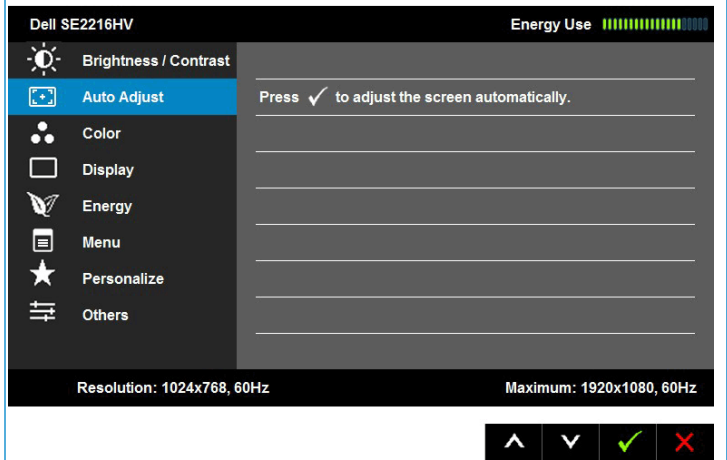 Dell SE2216HV Energy Use
Brightness / Contrast
Auto Adjust Press ✓ to adjust the screen automatically.
Color
Display
Energy
Menu
Personalize
Others
Resolution: 1024x768, 60Hz Maximum: 1920x1080, 60Hz